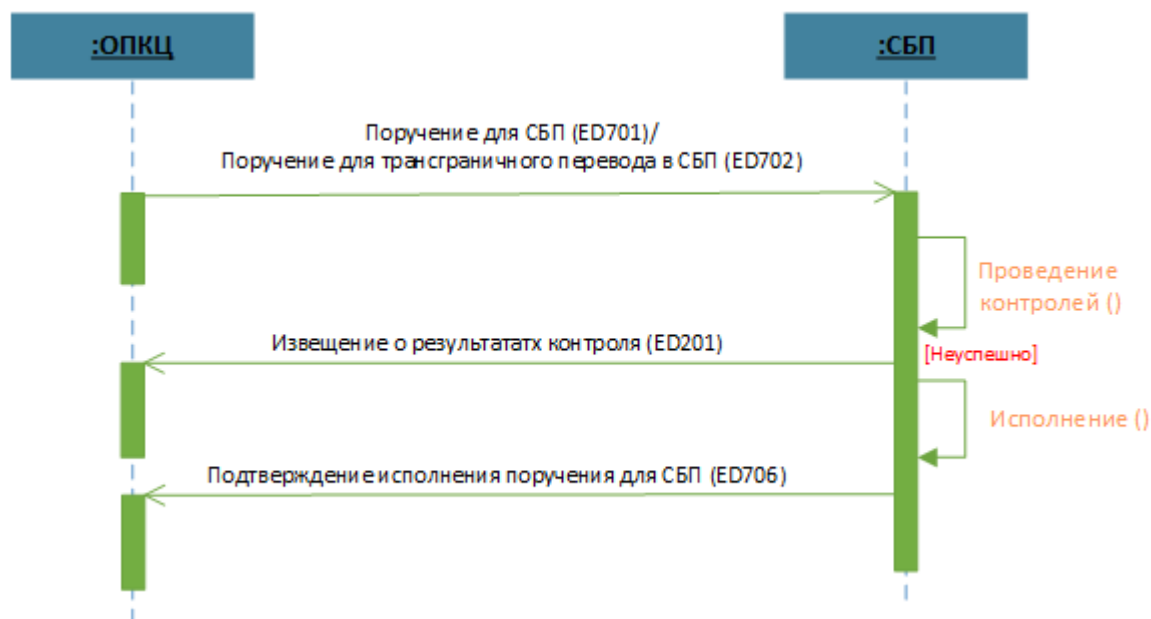 :ОПКЦ
:СБП
Поручение для СБП (ED701)/
Поручение для трансграничного перевода в СБП (ED702)
Проведение
контролей ()
Извещение о результататх контроля (ED201)
[Неуспешно]
Исполнение ()
Подтверждение исполнения поручения для СБП (ED706)